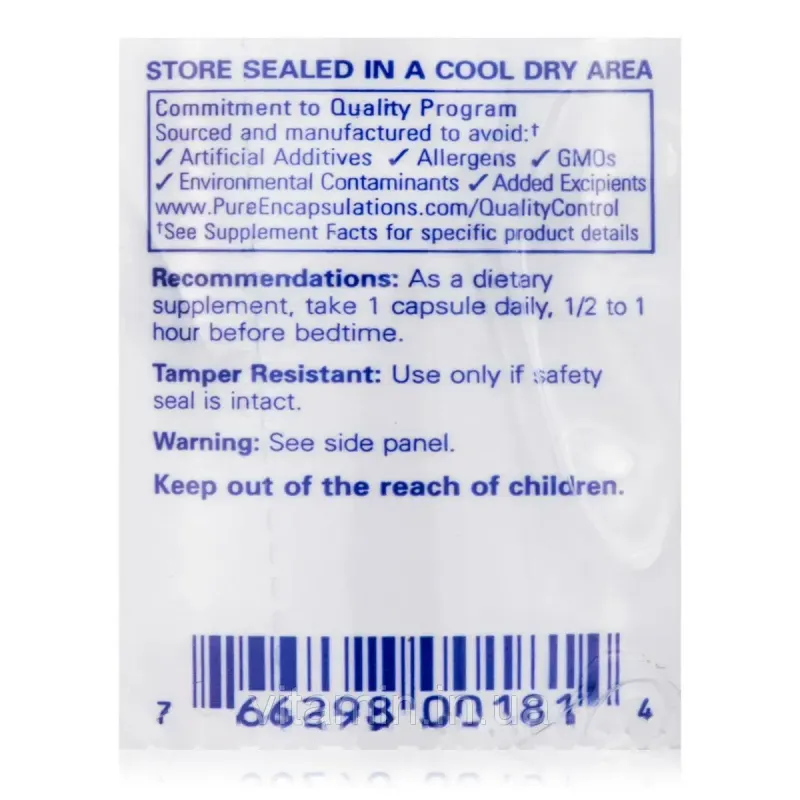 STORE SEALED IN A COOL DRY AREA
Commitment to Quality Program
Sourced and manufactured to avoid:†
✓ Artificial Additives ✓ Allergens ✓ GMOs
✓ Environmental Contaminants ✓ Added Excipients
www.PureEncapsulations.com/QualityControl
†See Supplement Facts for specific product details
Recommendations: As a dietary
supplement, take 1 capsule daily, 1/2 to 1
hour before bedtime.
Tamper Resistant: Use only if safety
seal is intact.
Warning: See side panel.
Keep out of the reach of children.
7 66298 00181 4
vitamin.in.ua